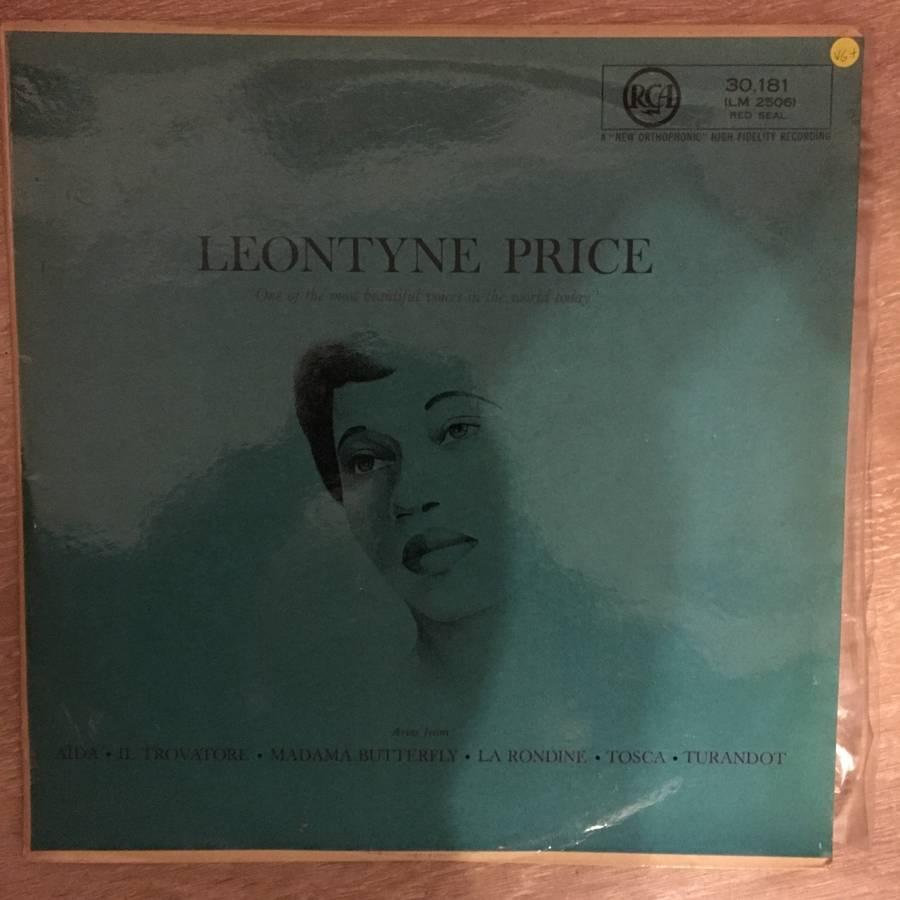 VG+
RCA
30,181
(LM 2506)
RED SEAL
A "NEW ORTHOPHONIC" HIGH FIDELITY RECORDING
LEONTYNE PRICE
"One of the most beautiful voices in the world today"
Arias from
AÏDA • IL TROVATORE • MADAMA BUTTERFLY • LA RONDINE • TOSCA • TURANDOT